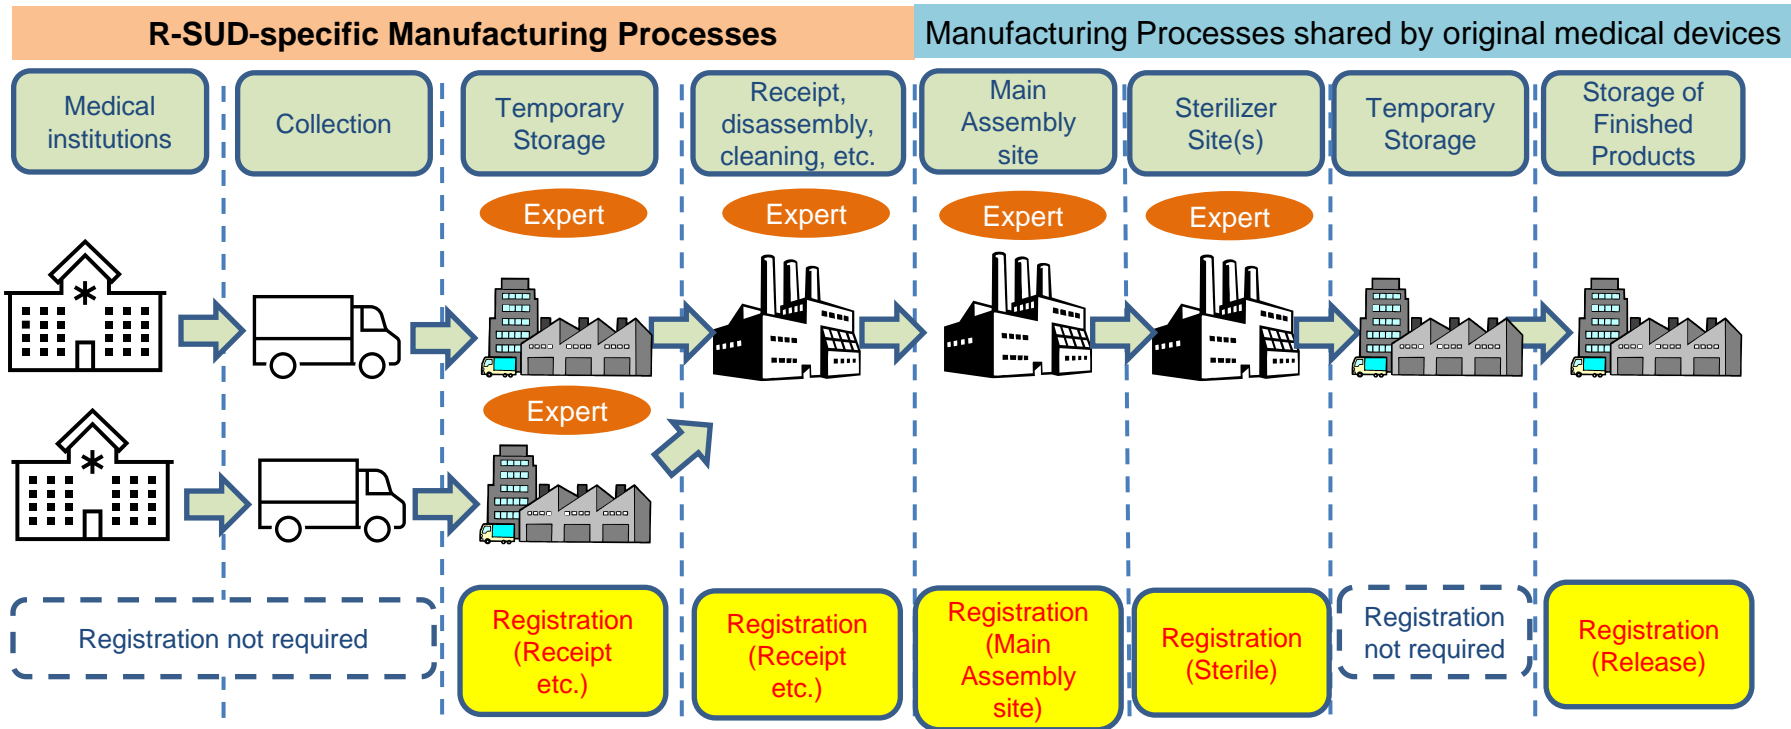 R-SUD-specific Manufacturing Processes
Manufacturing Processes shared by original medical devices
Medical
institutions
Collection
Temporary
Storage
Receipt,
disassembly,
cleaning, etc.
Main
Assembly
site
Sterilizer
Site(s)
Temporary
Storage
Storage of
Finished
Products
Expert
Expert
Expert
Expert
Expert
Registration not required
Registration
(Receipt
etc.)
Registration
(Receipt
etc.)
Registration
(Main
Assembly
site)
Registration
(Sterile)
Registration
not required
Registration
(Release)